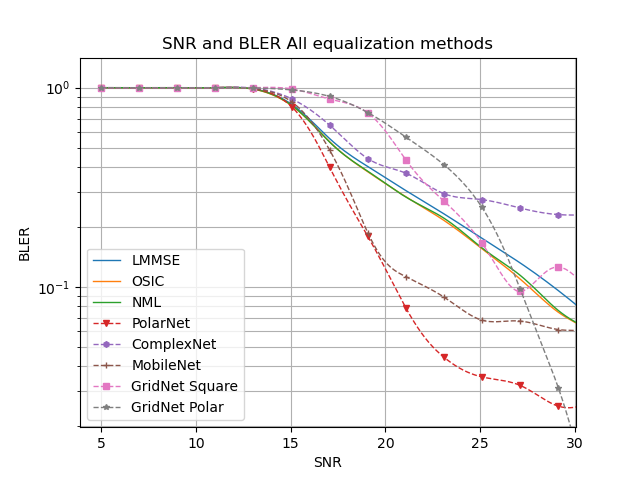 SNR and BLER All equalization methods
10⁰
10⁻¹
BLER
LMMSE
OSIC
NML
PolarNet
ComplexNet
MobileNet
GridNet Square
GridNet Polar
5 10 15 20 25 30
SNR